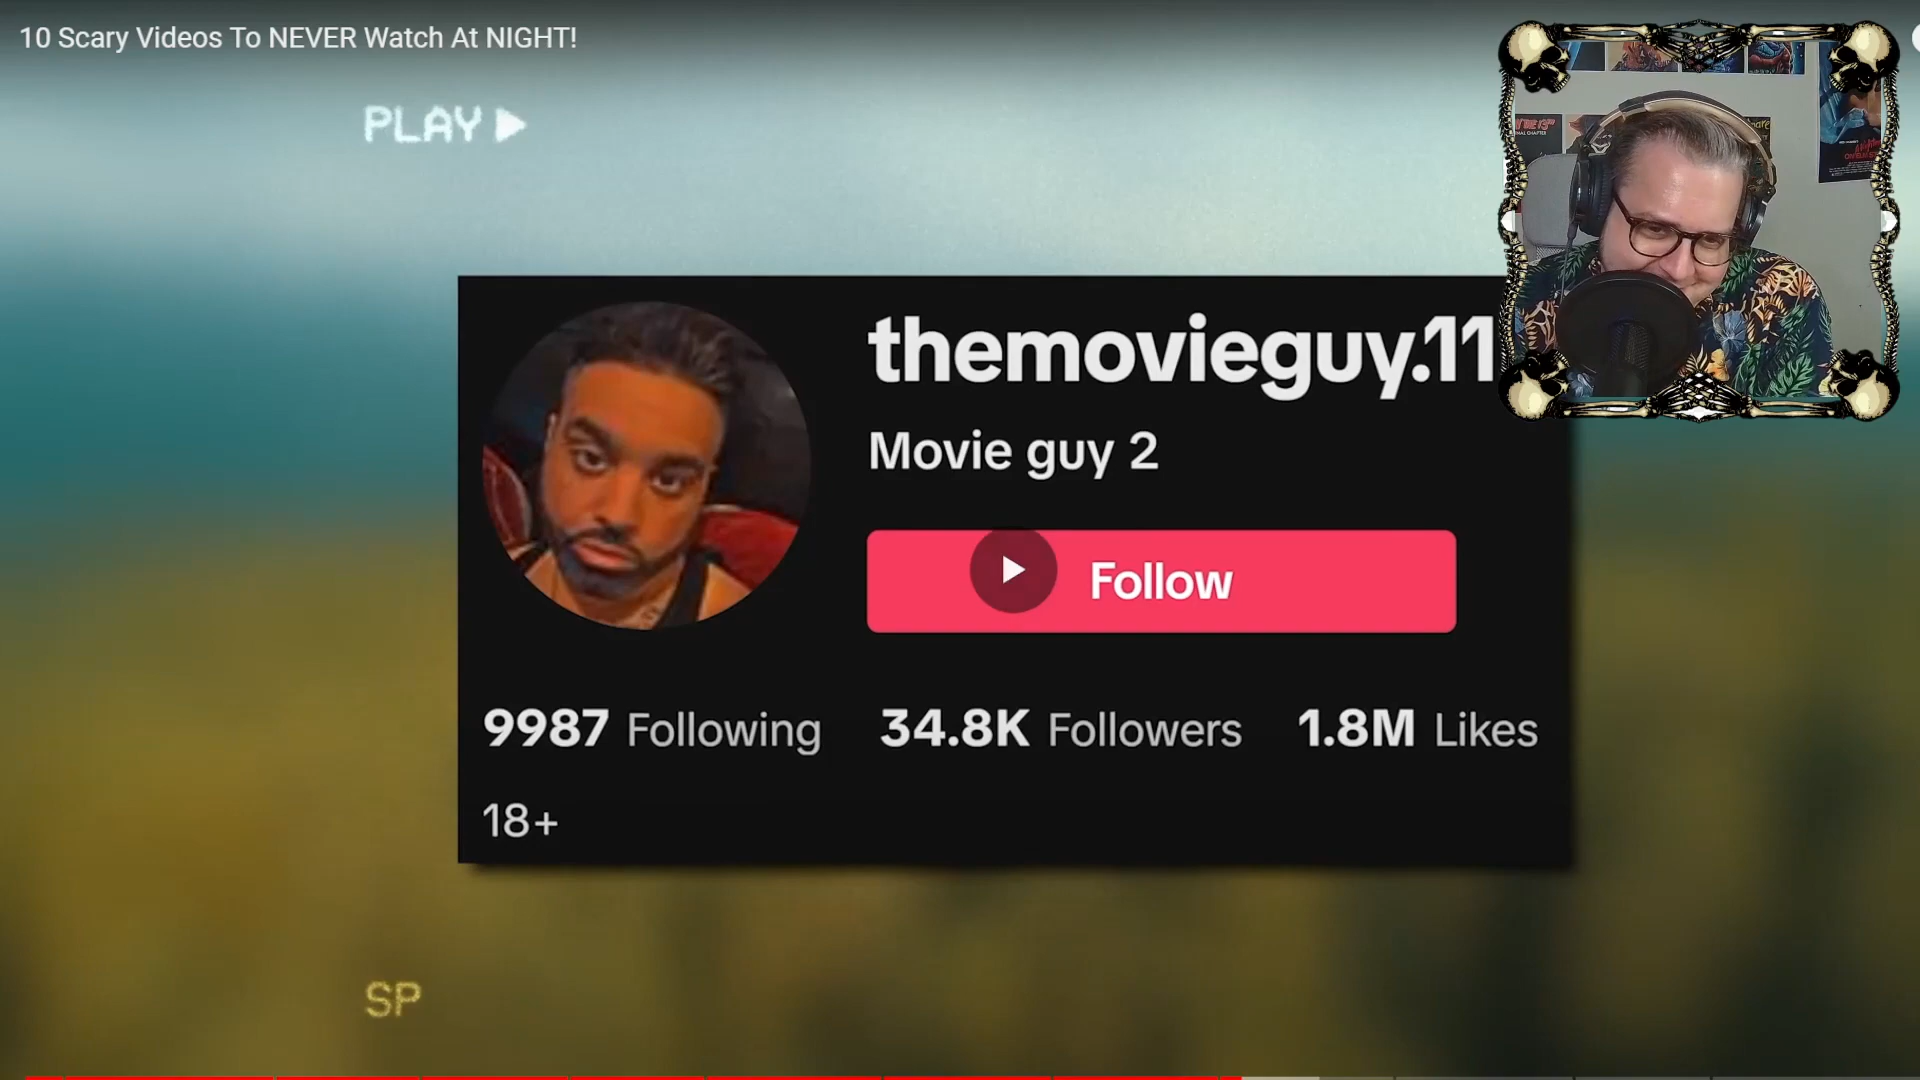 10 Scary Videos To NEVER Watch At NIGHT!
PLAY
themovieguy.11
Movie guy 2
Follow
9987 Following 34.8K Followers 1.8M Likes
18+
SP